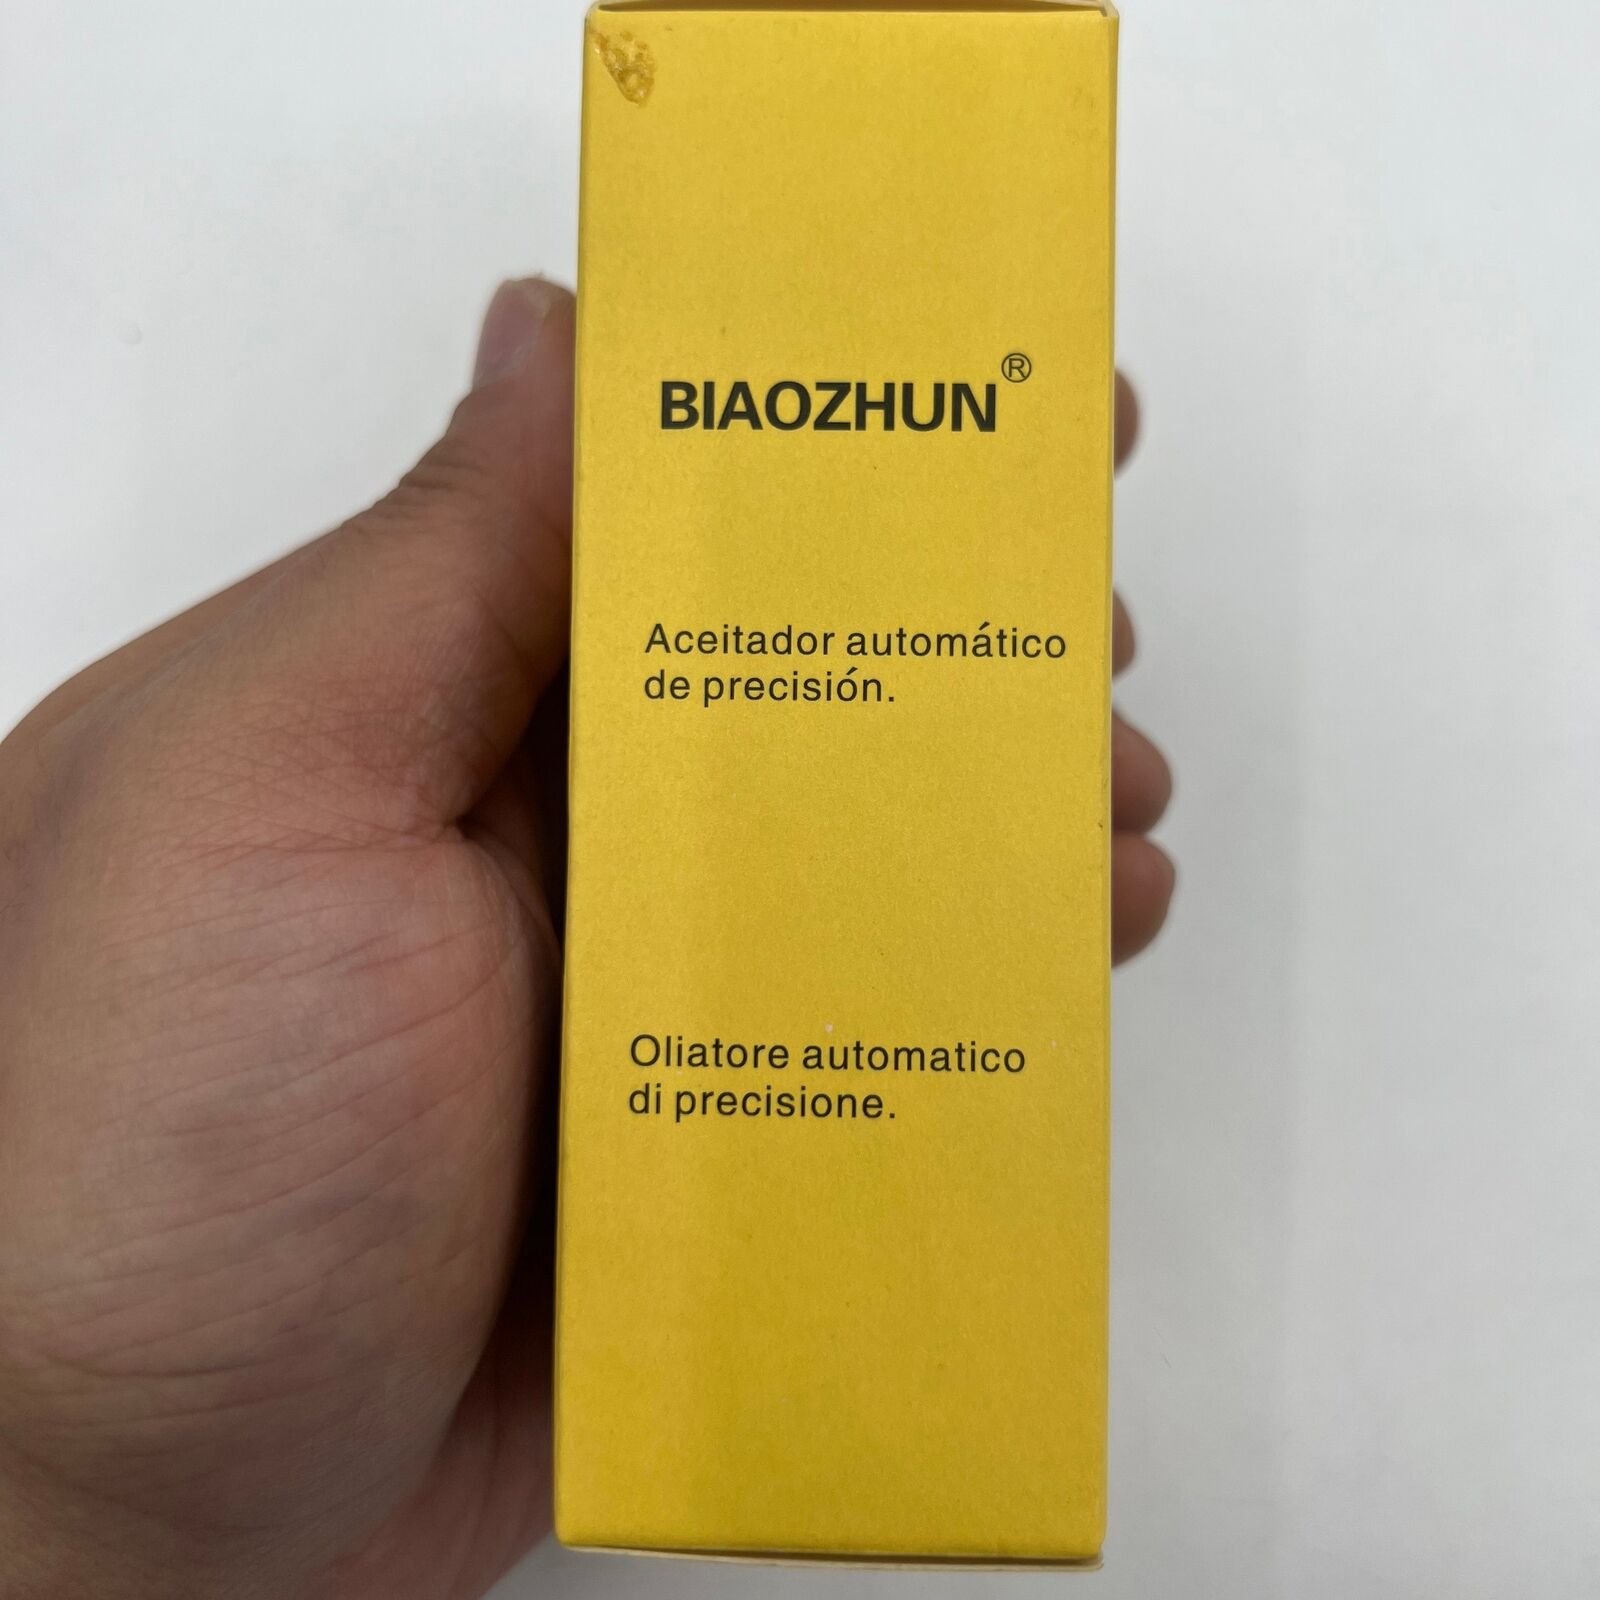 BIAOZHUN®
Aceitador automático
de precisión.
Oliatore automatico
di precisione.